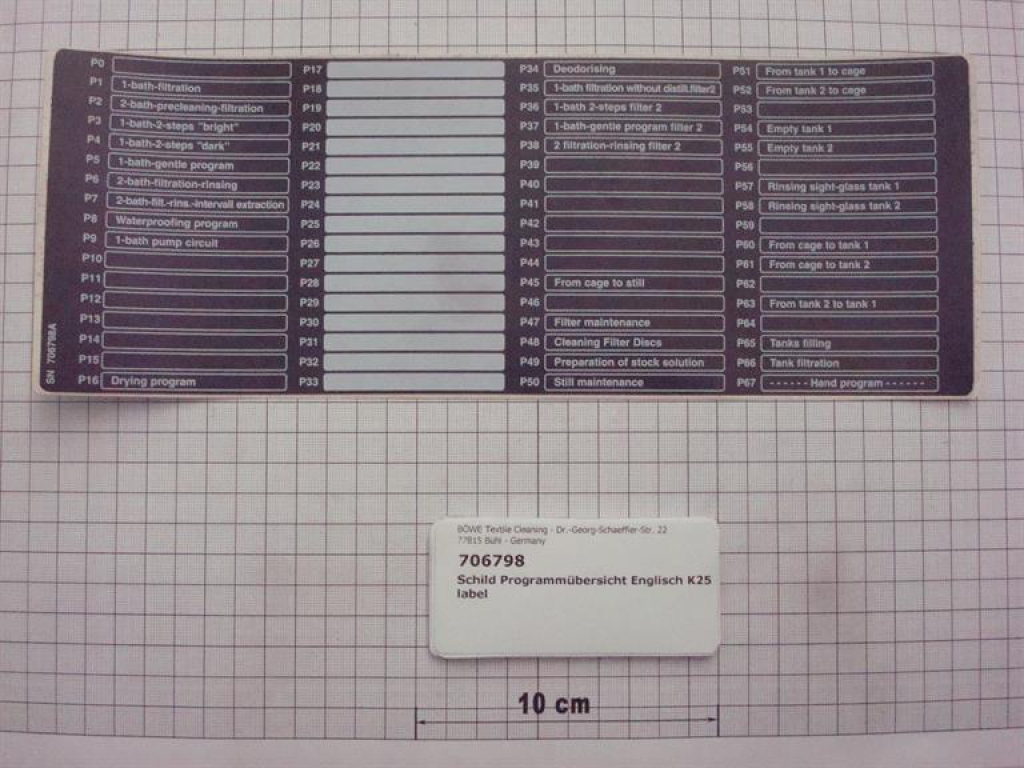 P0
P1 1-bath-filtration
P2 2-bath-precleaning-filtration
P3 1-bath-2-steps "bright"
P4 1-bath-2-steps "dark"
P5 1-bath-gentle program
P6 2-bath-filtration-rinsing
P7 2-bath-filt.-rins.-intervall extraction
P8 Waterproofing program
P9 1-bath pump circuit
P10
P11
P12
P13
P14
P15
P16 Drying program
SN 706798A
P17
P18
P19
P20
P21
P22
P23
P24
P25
P26
P27
P28
P29
P30
P31
P32
P33
P34 Deodorising
P35 1-bath filtration without distill.filter2
P36 1-bath 2-steps filter 2
P37 1-bath-gentle program filter 2
P38 2 filtration-rinsing filter 2
P39
P40
P41
P42
P43
P44
P45 From cage to still
P46
P47 Filter maintenance
P48 Cleaning Filter Discs
P49 Preparation of stock solution
P50 Still maintenance
P51 From tank 1 to cage
P52 From tank 2 to cage
P53
P54 Empty tank 1
P55 Empty tank 2
P56
P57 Rinsing sight-glass tank 1
P58 Rinsing sight-glass tank 2
P59
P60 From cage to tank 1
P61 From cage to tank 2
P62
P63 From tank 2 to tank 1
P64
P65 Tanks filling
P66 Tank filtration
P67 - - - - - - Hand program - - - - - -
BÖWE Textile Cleaning - Dr.-Georg-Schaeffler-Str. 22
77815 Bühl - Germany
706798
Schild Programmübersicht Englisch K25
label
10 cm